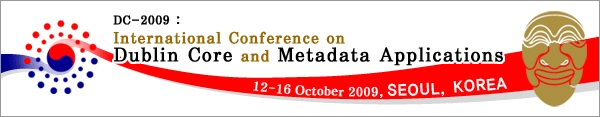 DC-2009 :
International Conference on
Dublin Core and Metadata Applications
12-16 October 2009, SEOUL, KOREA